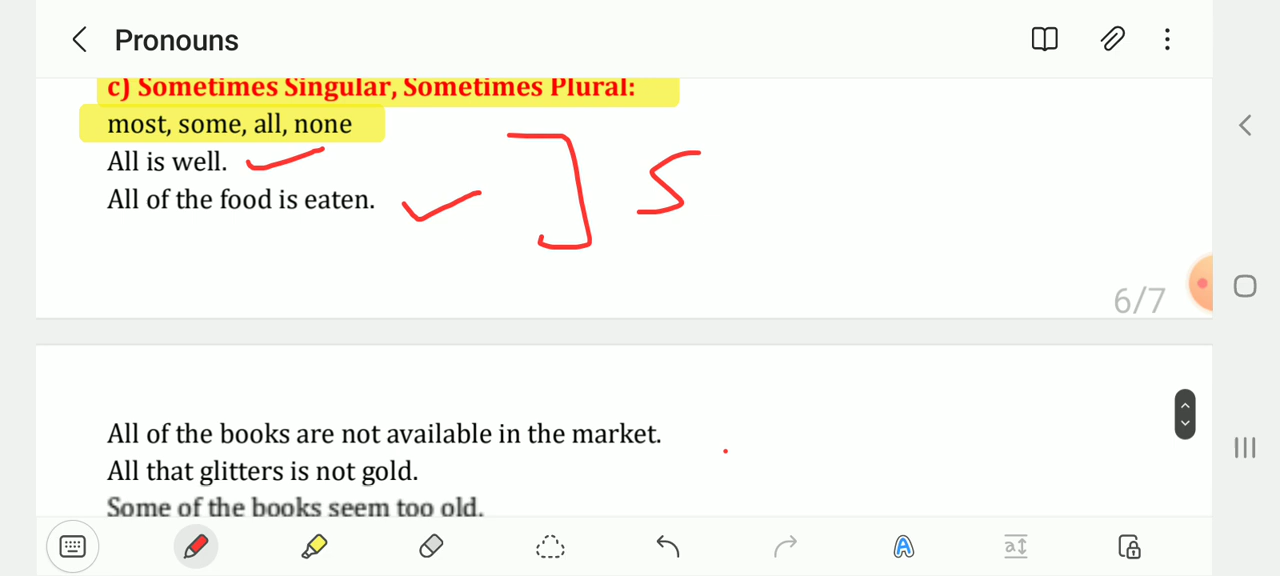 Pronouns
c) Sometimes Singular, Sometimes Plural:
most, some, all, none
All is well.
All of the food is eaten.
S
6/7
All of the books are not available in the market.
All that glitters is not gold.
Some of the books seem too old.